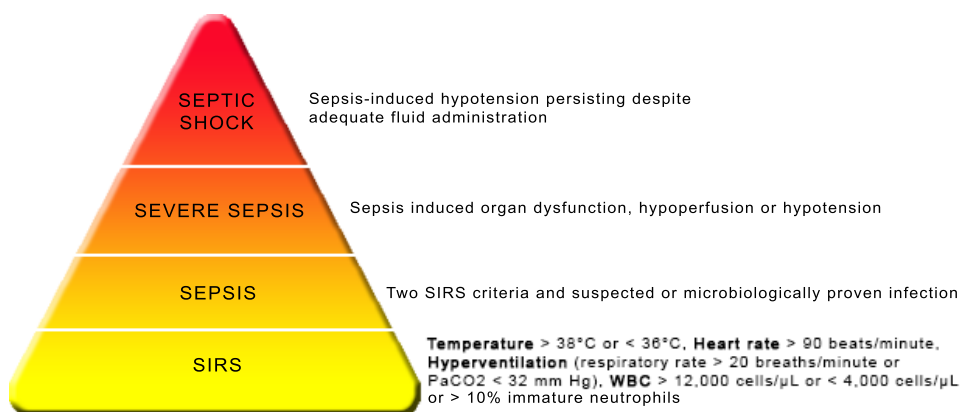 SEPTIC
SHOCK
Sepsis-induced hypotension persisting despite
adequate fluid administration
SEVERE SEPSIS
Sepsis induced organ dysfunction, hypoperfusion or hypotension
SEPSIS
Two SIRS criteria and suspected or microbiologically proven infection
SIRS
Temperature > 38°C or < 36°C, Heart rate > 90 beats/minute,
Hyperventilation (respiratory rate > 20 breaths/minute or
PaCO2 < 32 mm Hg), WBC > 12,000 cells/µL or < 4,000 cells/µL
or > 10% immature neutrophils